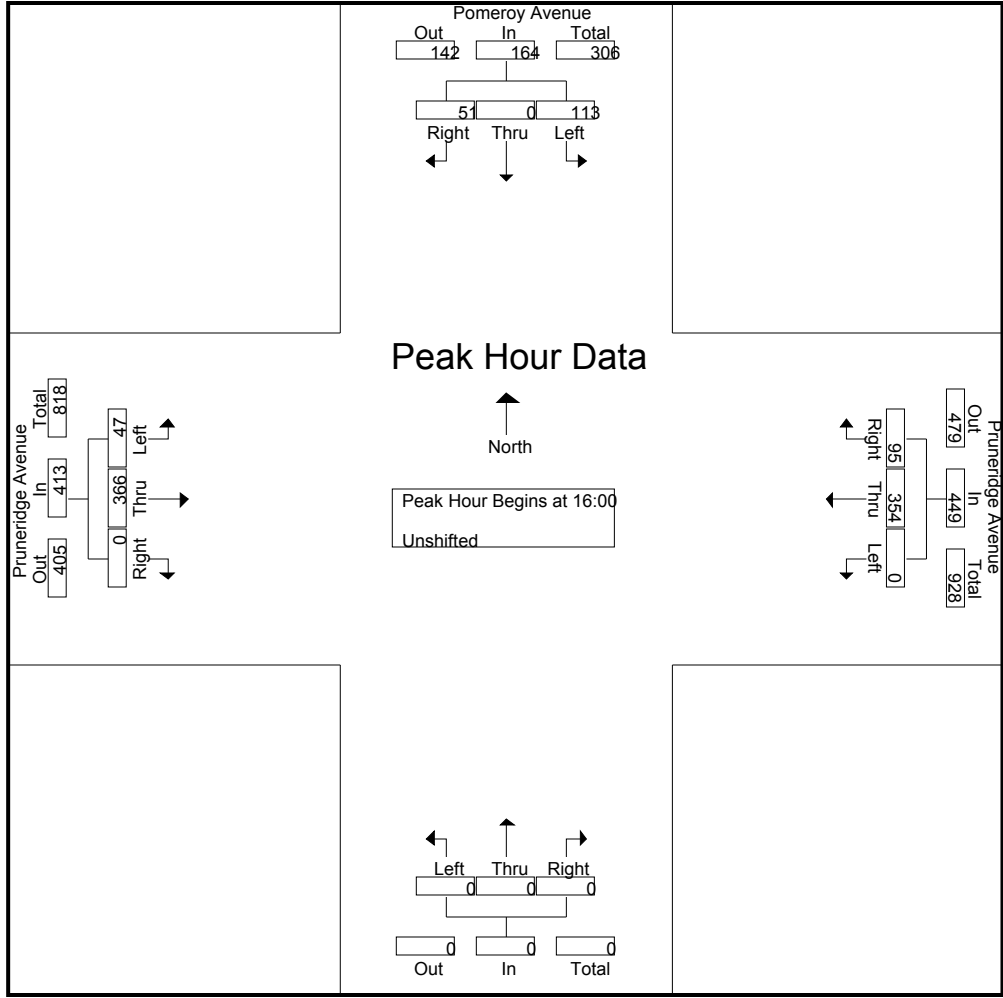 Pomeroy Avenue
Out In Total
142 164 306
51 0 113
Right Thru Left
Peak Hour Data
North
Peak Hour Begins at 16:00
Unshifted
Pruneridge Avenue
Out In Total
405 413 818
Left Thru Right
47 366 0
Pruneridge Avenue
Out In Total
479 449 928
Right Thru Left
95 354 0
Left Thru Right
0 0 0
0 0 0
Out In Total